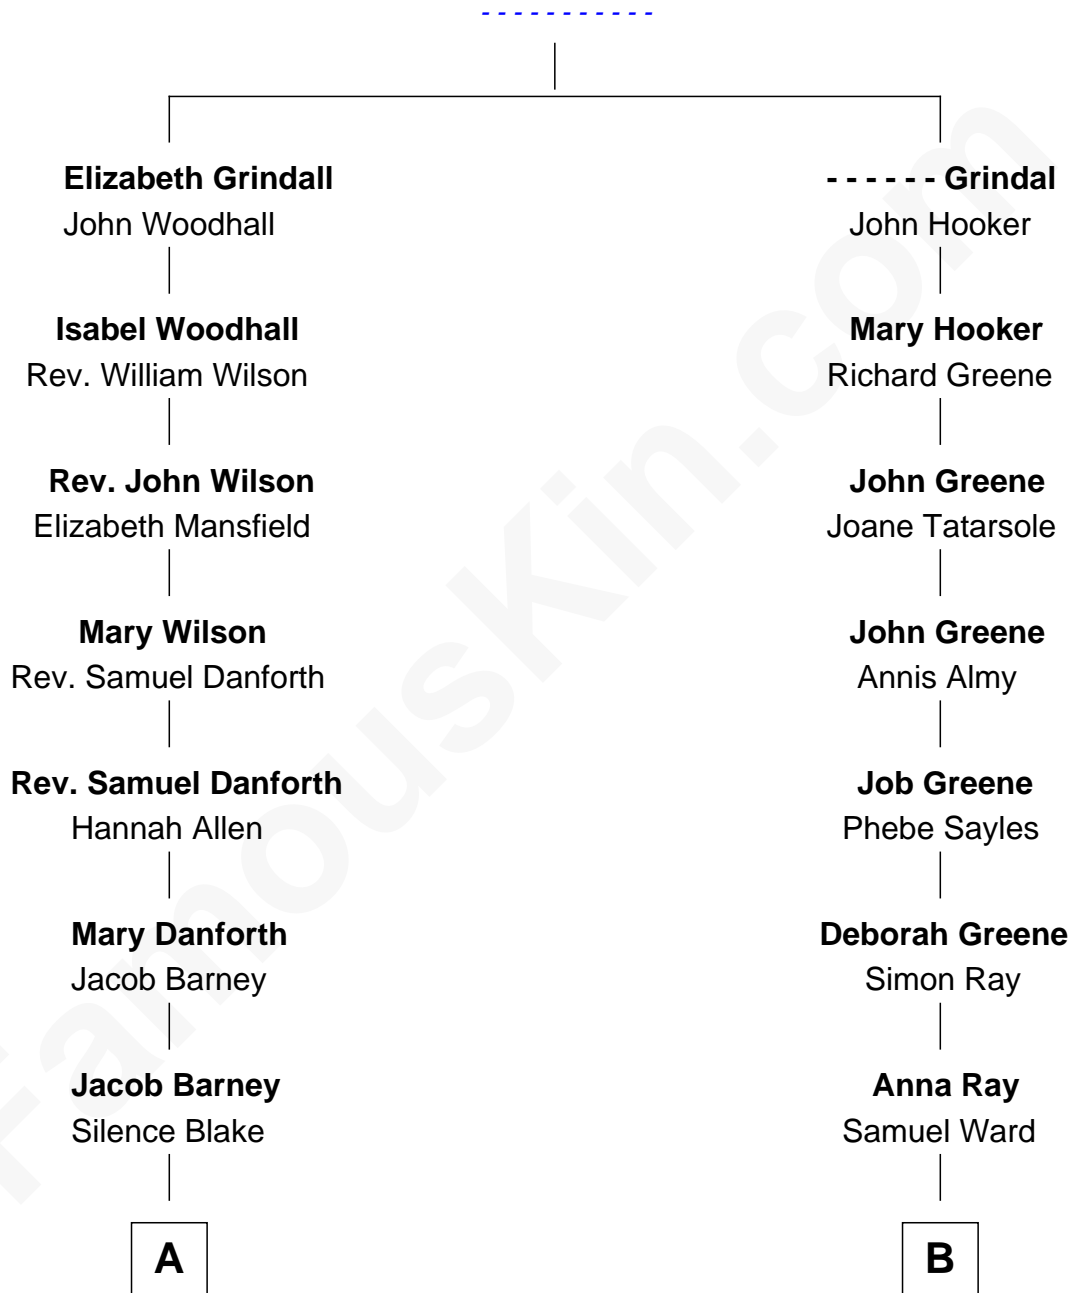 - - - - - - - - - - -
Elizabeth Grindall
John Woodhall
- - - - - - Grindal
John Hooker
Isabel Woodhall
Rev. William Wilson
Mary Hooker
Richard Greene
Rev. John Wilson
Elizabeth Mansfield
John Greene
Joane Tatarsole
Mary Wilson
Rev. Samuel Danforth
John Greene
Annis Almy
Rev. Samuel Danforth
Hannah Allen
Job Greene
Phebe Sayles
Mary Danforth
Jacob Barney
Deborah Greene
Simon Ray
Jacob Barney
Silence Blake
Anna Ray
Samuel Ward
A
B
FamousKin.com